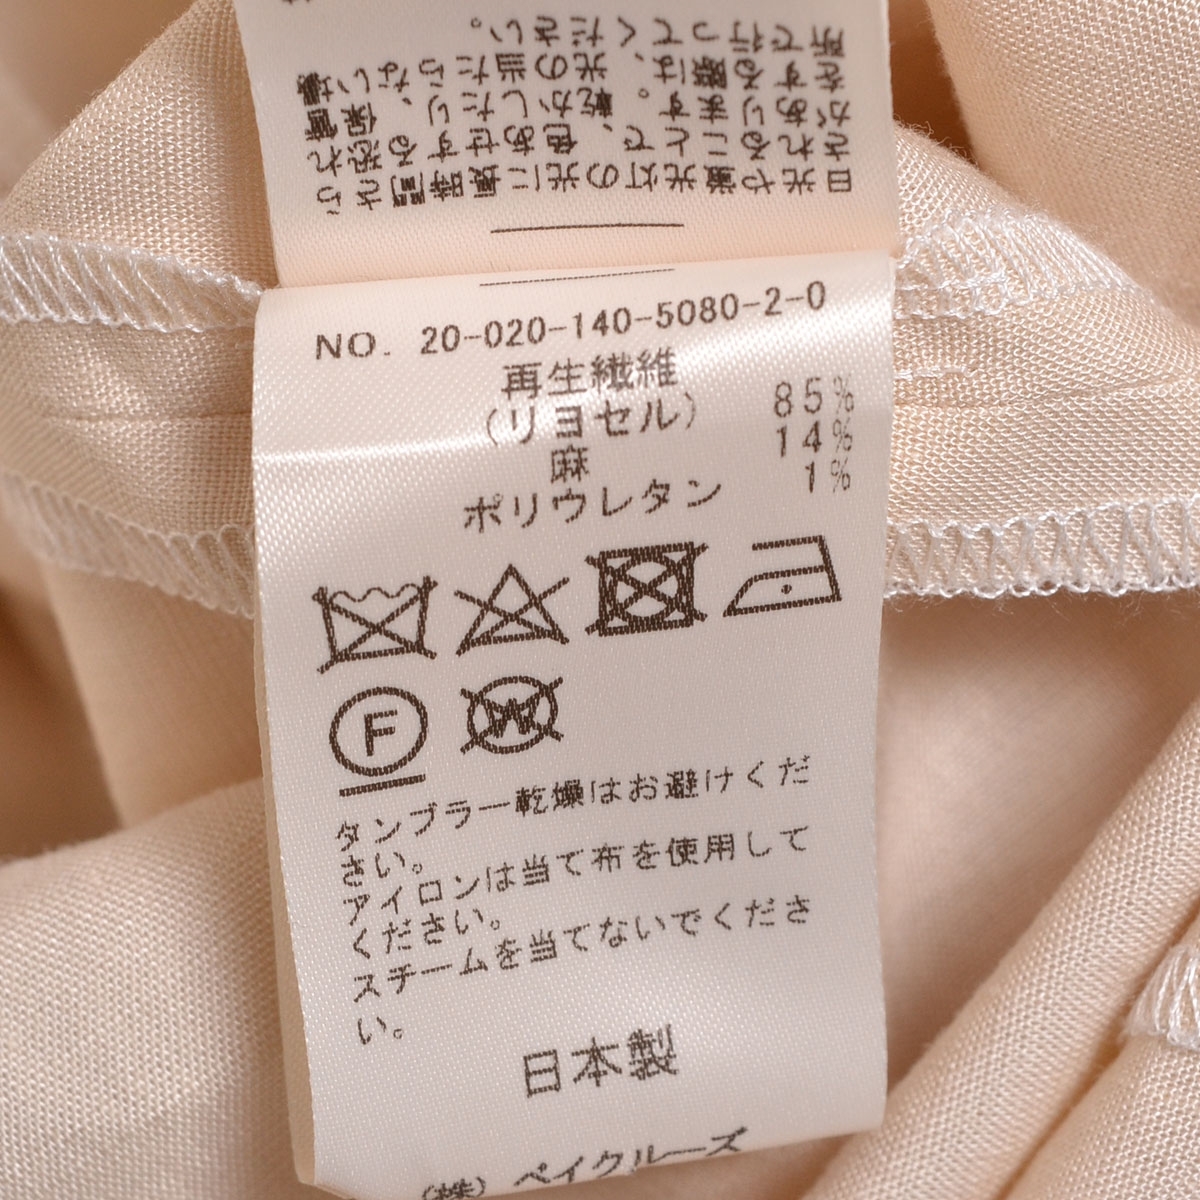 日光や蛍光灯の光に長時間さら
されることで、色あせする恐れ
があります。乾かしたり、保管
をする際は、光の当たらない場
所で行ってください。
NO. 20-020-140-5080-2-0
再生繊維
(リヨセル) 85%
麻 14%
ポリウレタン 1%
F
W
タンブラー乾燥はお避けくだ
さい。
アイロンは当て布を使用して
ください。
スチームを当てないでくださ
い。
日本製
(株) ベイクルーズ